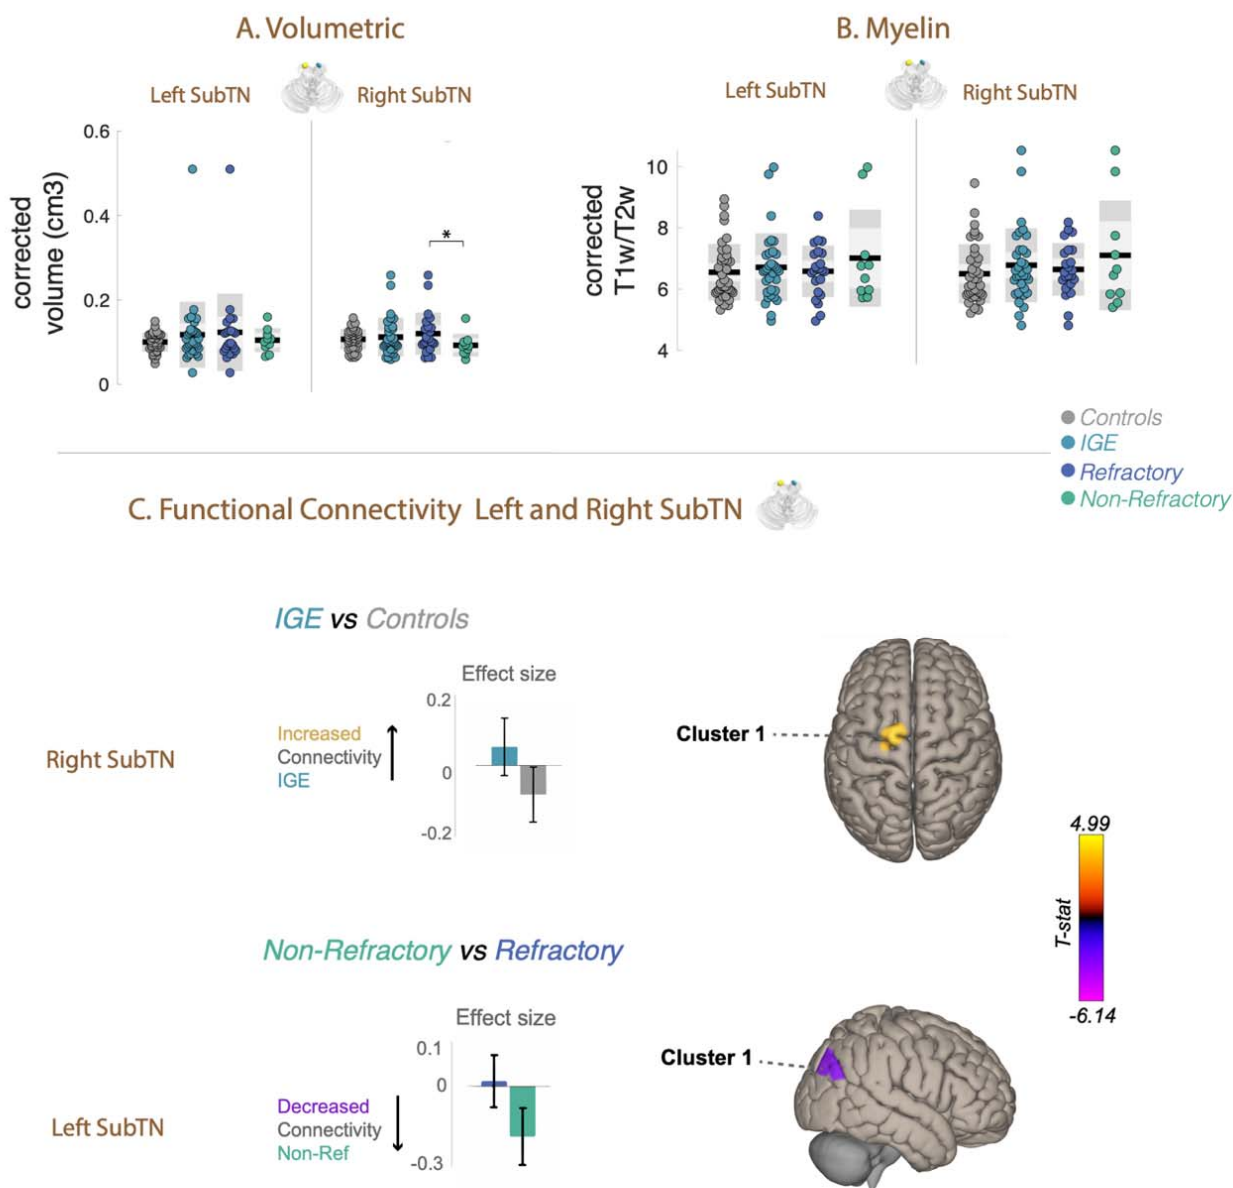 A. Volumetric
B. Myelin
Left SubTN
Right SubTN
Left SubTN
Right SubTN
corrected
volume (cm3)
0.6
0.4
0.2
0
*
corrected
T1w/T2w
10
8
6
4
Controls
IGE
Refractory
Non-Refractory
C. Functional Connectivity Left and Right SubTN
IGE vs Controls
Effect size
0.2
0
-0.2
Right SubTN
Increased
Connectivity
IGE
Cluster 1
4.99
T-stat
-6.14
Non-Refractory vs Refractory
Effect size
0.1
0
-0.3
Left SubTN
Decreased
Connectivity
Non-Ref
Cluster 1